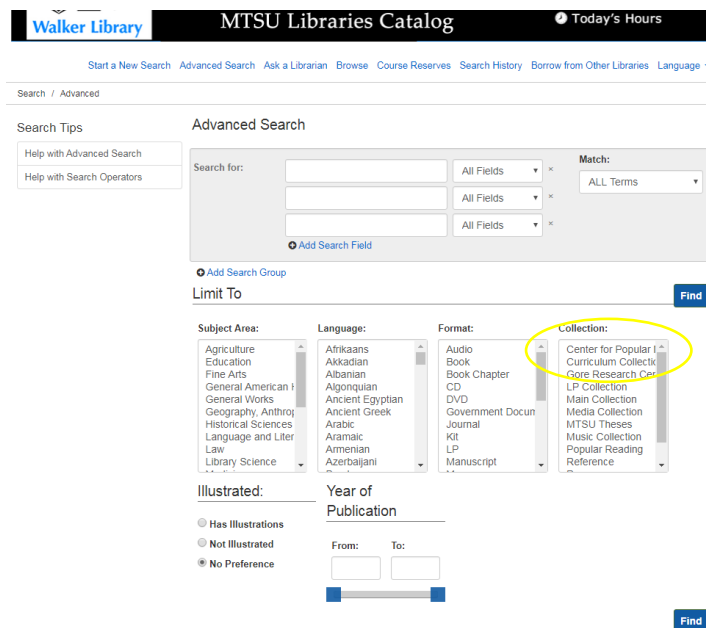 Walker Library
MTSU Libraries Catalog
Today's Hours
Start a New Search Advanced Search Ask a Librarian Browse Course Reserves Search History Borrow from Other Libraries Language
Search / Advanced
Search Tips
Help with Advanced Search
Help with Search Operators
Advanced Search
Search for:
All Fields ×
All Fields ×
All Fields ×
Add Search Field
Match:
ALL Terms
Add Search Group
Limit To
Find
Subject Area:
Agriculture
Education
Fine Arts
General American
General Works
Geography, Anthrop
Historical Sciences
Language and Liter
Law
Library Science
Language:
Afrikaans
Akkadian
Albanian
Algonquian
Ancient Egyptian
Ancient Greek
Arabic
Aramaic
Armenian
Azerbaijani
Format:
Audio
Book
Book Chapter
CD
DVD
Government Docum
Journal
Kit
LP
Manuscript
Collection:
Center for Popular
Curriculum Collectic
Gore Research Cer
LP Collection
Main Collection
Media Collection
MTSU Theses
Music Collection
Popular Reading
Reference
Illustrated:
Has Illustrations
Not Illustrated
No Preference
Year of
Publication
From: To:
Find